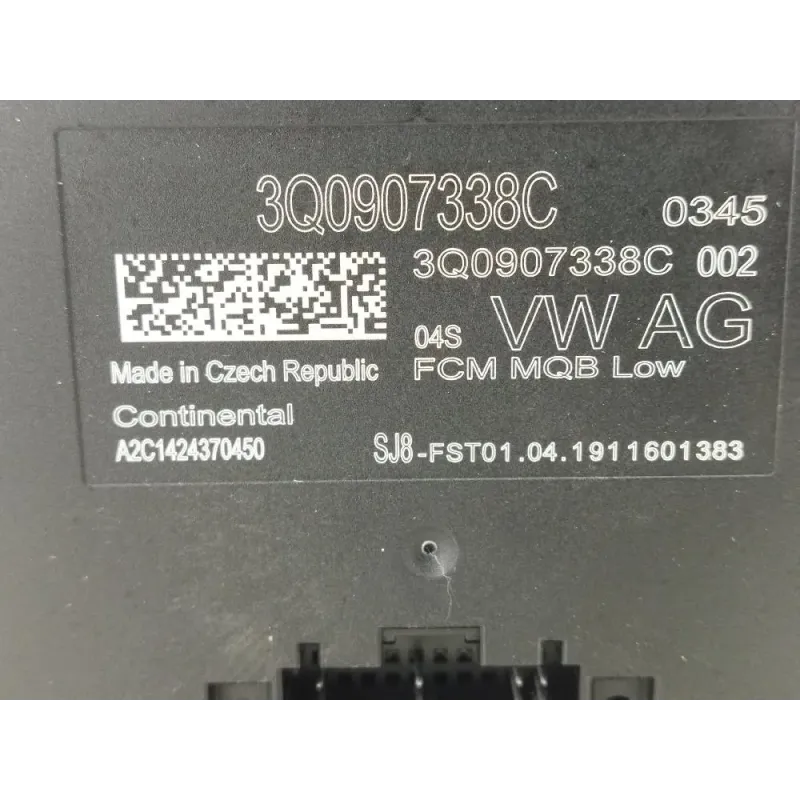 3Q0907338C 0345
3Q0907338C 002
04S VW AG
Made in Czech Republic FCM MQB Low
Continental
A2C1424370450 SJ8-FST01.04.1911601383